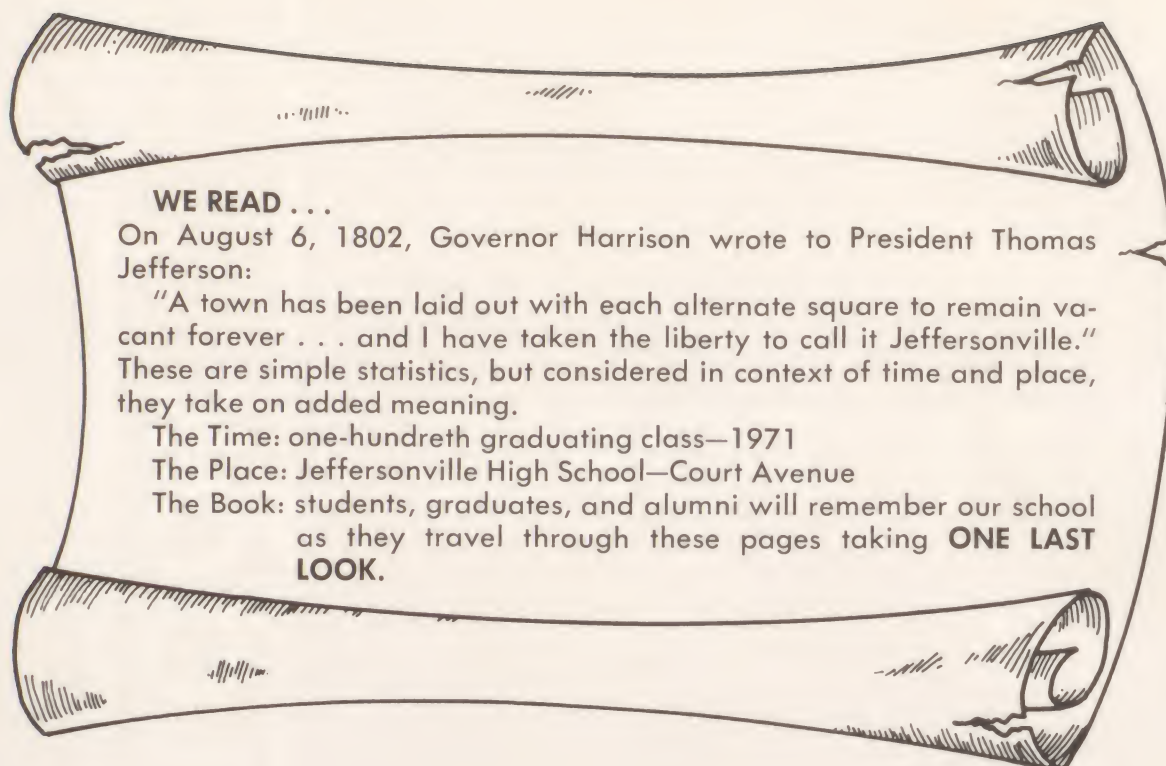 WE READ . . .
On August 6, 1802, Governor Harrison wrote to President Thomas
Jefferson:
"A town has been laid out with each alternate square to remain va-
cant forever . . . and I have taken the liberty to call it Jeffersonville."
These are simple statistics, but considered in context of time and place,
they take on added meaning.
The Time: one-hundreth graduating class—1971
The Place: Jeffersonville High School—Court Avenue
The Book: students, graduates, and alumni will remember our school
as they travel through these pages taking ONE LAST
LOOK.